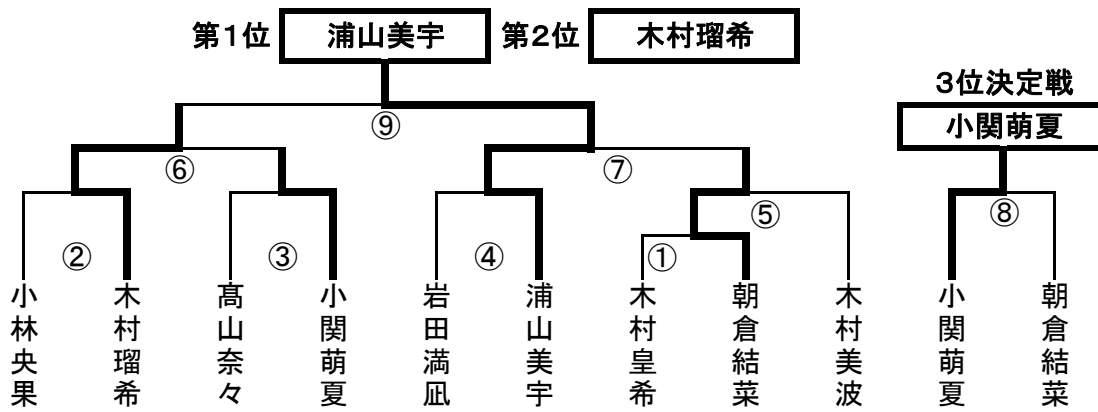 第1位 浦山美宇 第2位 木村瑠希
3位決定戦
小関萌夏
⑨
⑥ ⑦
⑤ ⑧
② ③ ④ ①
小林央果
木村瑠希
髙山奈々
小関萌夏
岩田満凪
浦山美宇
木村皇希
朝倉結菜
木村美波
小関萌夏
朝倉結菜